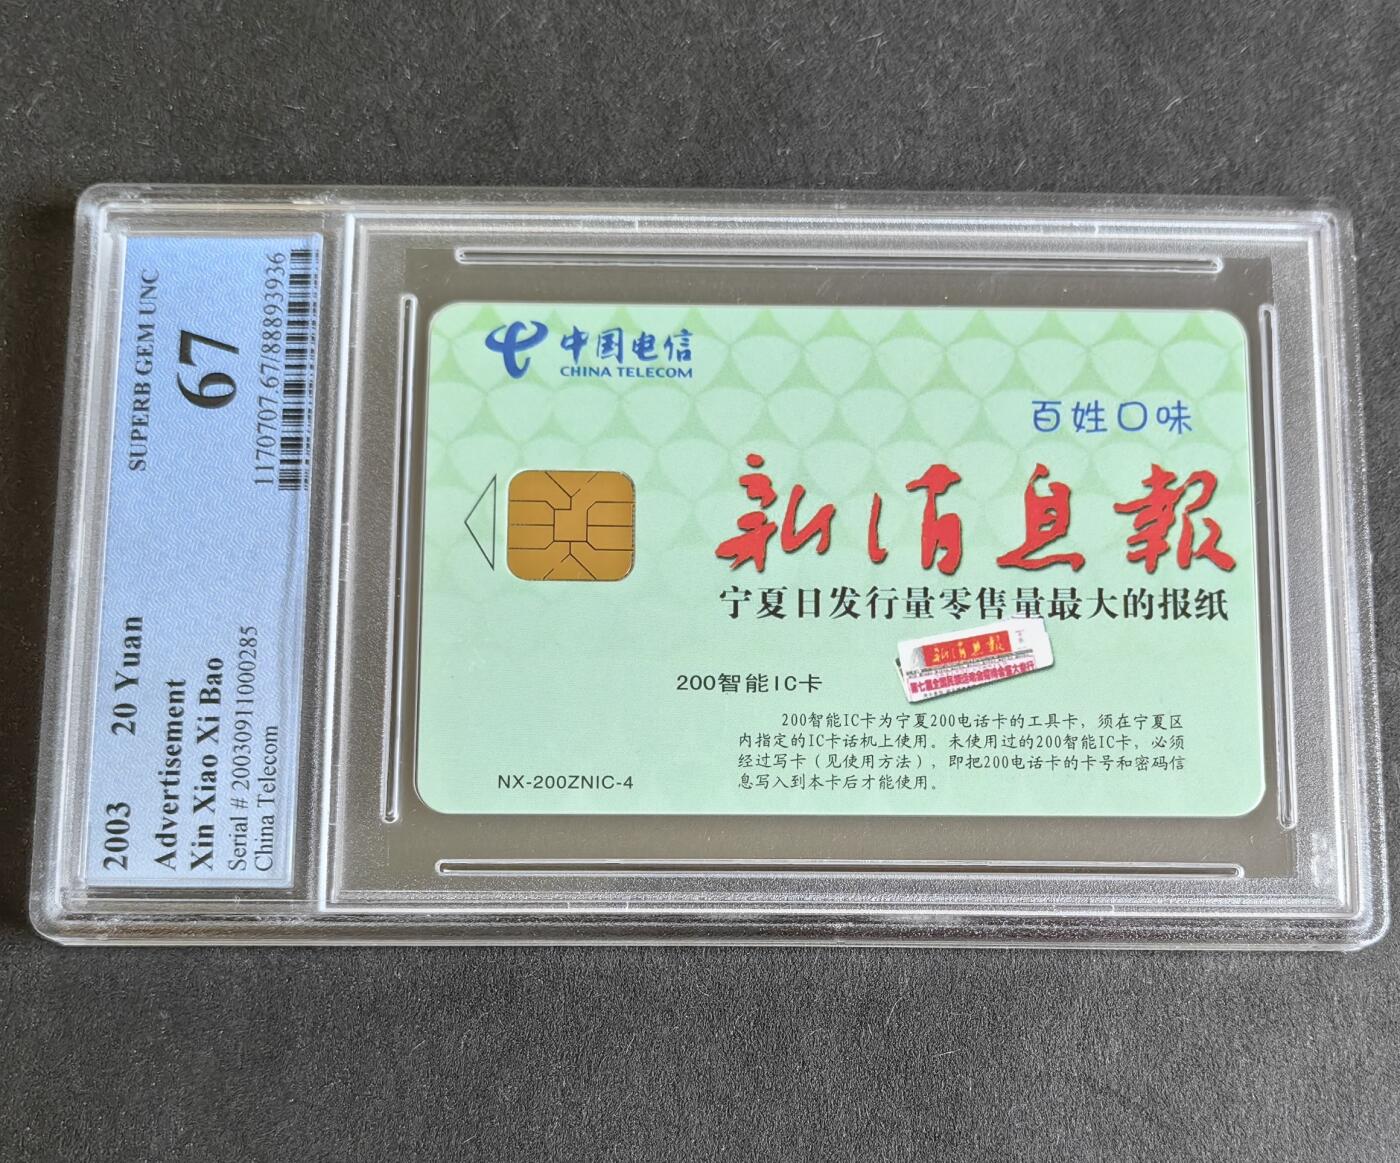 2003 20 Yuan
SUPERB GEM UNC
Advertisement
67
Xin Xiao Xi Bao
Serial # 20030911000285
China Telecom
1170707.67/88893936
中国电信
CHINA TELECOM
百姓口味
新消息報
宁夏日发行量零售量最大的报纸
新消息報
200智能IC卡
200智能IC卡为宁夏200电话卡的工具卡，须在宁夏区
内指定的IC卡话机上使用。未使用过的200智能IC卡，必须
经过写卡（见使用方法），即把200电话卡的卡号和密码信
息写入到本卡后才能使用。
NX-200ZNIC-4